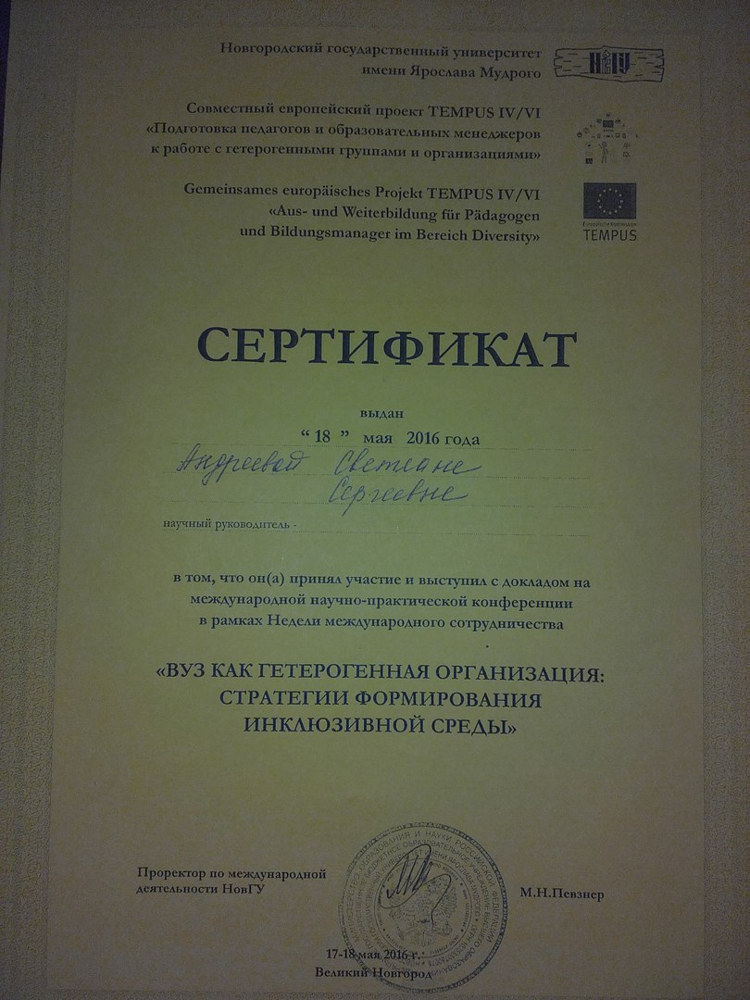 Новгородский государственный университет
имени Ярослава Мудрого
НГУ
Совместный европейский проект TEMPUS IV/VI
«Подготовка педагогов и образовательных менеджеров
к работе с гетерогенными группами и организациями»
Gemeinsames europäisches Projekt TEMPUS IV/VI
«Aus- und Weiterbildung für Pädagogen
und Bildungsmanager im Bereich Diversity»
Europäische Kommission
TEMPUS
СЕРТИФИКАТ
выдан
“ 18 ” мая 2016 года
Андреевой Светлане
Сергеевне
научный руководитель -
в том, что он(а) принял участие и выступил с докладом на
международной научно-практической конференции
в рамках Недели международного сотрудничества
«ВУЗ КАК ГЕТЕРОГЕННАЯ ОРГАНИЗАЦИЯ:
СТРАТЕГИИ ФОРМИРОВАНИЯ
ИНКЛЮЗИВНОЙ СРЕДЫ»
Проректор по международной
деятельности НовГУ
М.Н.Певзнер
17-18 мая 2016 г.
Великий Новгород